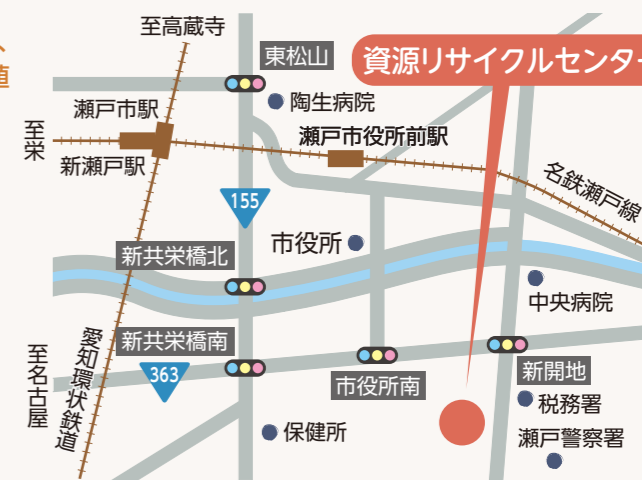 、
至高蔵寺
東松山
資源リサイクルセンター
瀬戸市駅
陶生病院
至栄
新瀬戸駅
瀬戸市役所前駅
名鉄瀬戸線
155
市役所
新共栄橋北
中央病院
新共栄橋南
至名古屋
愛知環状鉄道
363
市役所南
新開地
税務署
保健所
瀬戸警察署